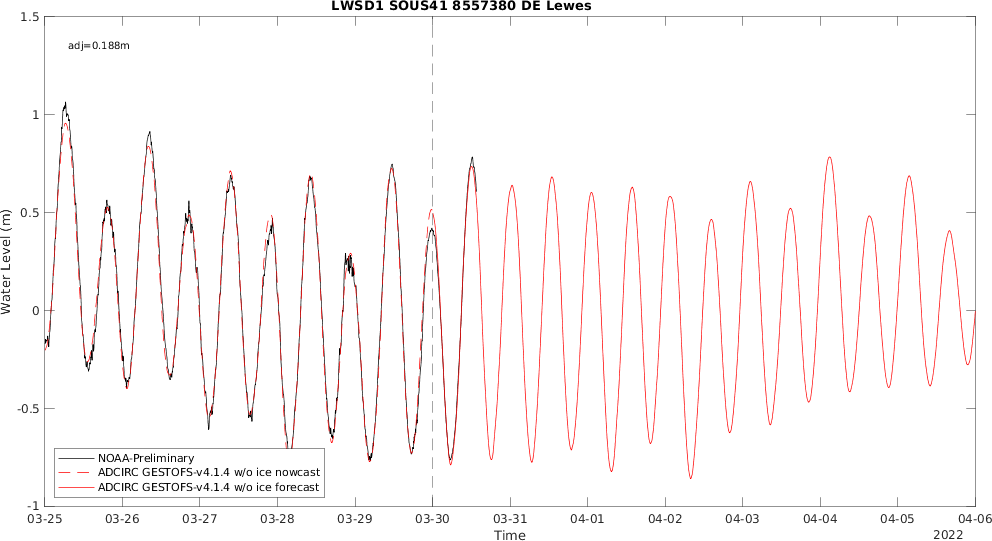 LWSD1 SOUS41 8557380 DE Lewes
1.5
adj=0.188m
1
0.5
Water Level (m)
0
-0.5
NOAA-Preliminary
ADCIRC GESTOFS-v4.1.4 w/o ice nowcast
ADCIRC GESTOFS-v4.1.4 w/o ice forecast
-1
03-25 03-26 03-27 03-28 03-29 03-30 03-31 04-01 04-02 04-03 04-04 04-05 04-06
Time
2022